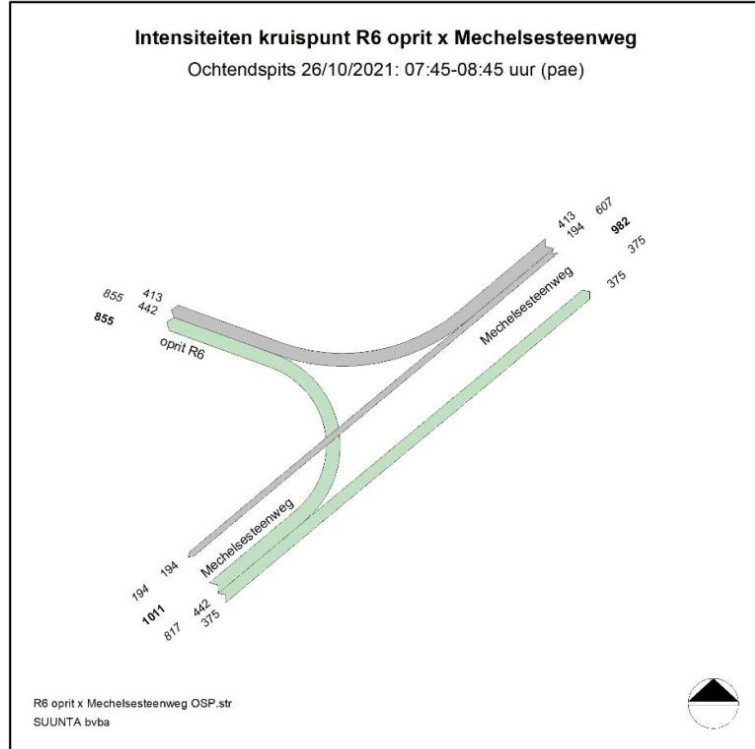 Intensiteiten kruispunt R6 oprit x Mechelsesteenweg
Ochtendspits 26/10/2021: 07:45-08:45 uur (pae)
413 607
194 982
375
375
Mechelsesteenweg
855 413
442
855
oprit R6
Mechelsesteenweg
194 194
1011
817 442
375
R6 oprit x Mechelsesteenweg OSP.str
SUUNTA bvba